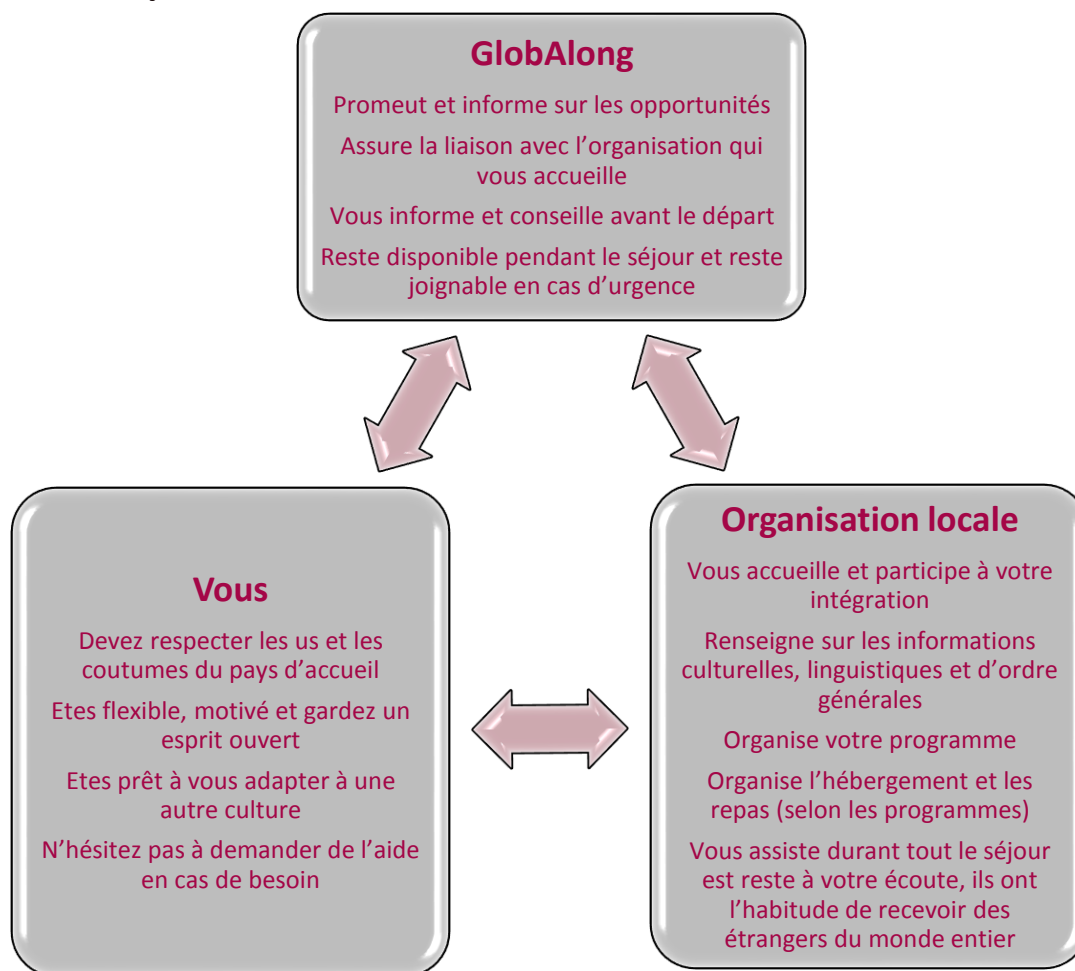 GlobAlong
Promeut et informe sur les opportunités
Assure la liaison avec l’organisation qui
vous accueille
Vous informe et conseille avant le départ
Reste disponible pendant le séjour et reste
joignable en cas d’urgence
Vous
Devez respecter les us et les
coutumes du pays d’accueil
Etes flexible, motivé et gardez un
esprit ouvert
Etes prêt à vous adapter à une
autre culture
N’hésitez pas à demander de l’aide
en cas de besoin
Organisation locale
Vous accueille et participe à votre
intégration
Renseigne sur les informations
culturelles, linguistiques et d’ordre
générales
Organise votre programme
Organise l’hébergement et les
repas (selon les programmes)
Vous assiste durant tout le séjour
est reste à votre écoute, ils ont
l’habitude de recevoir des
étrangers du monde entier